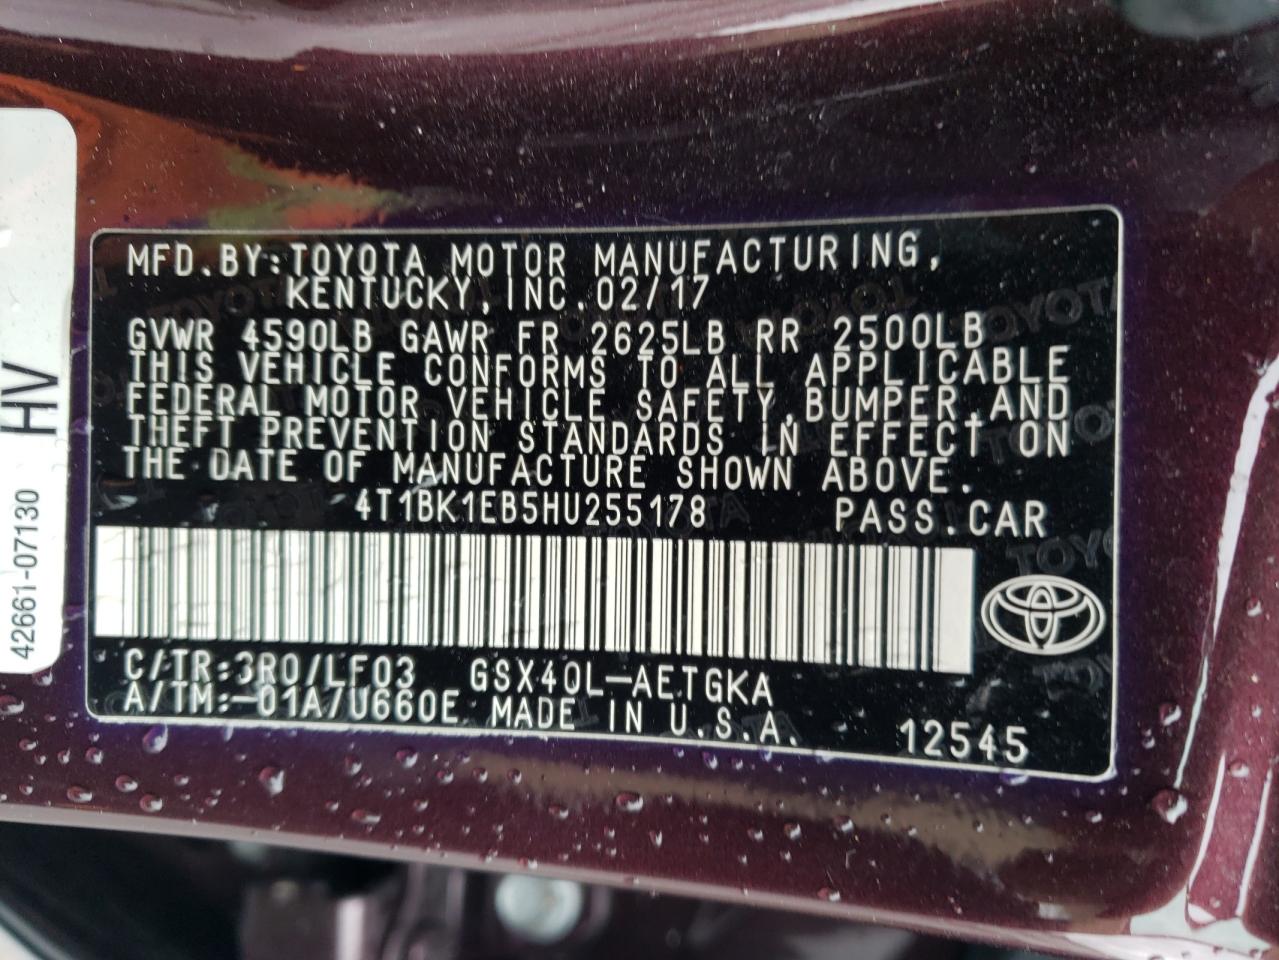 MFD.BY:TOYOTA MOTOR MANUFACTURING,
KENTUCKY,INC.02/17
GVWR 4590LB GAWR FR 2625LB RR 2500LB
THIS VEHICLE CONFORMS TO ALL APPLICABLE
FEDERAL MOTOR VEHICLE SAFETY,BUMPER,AND
THEFT PREVENTION STANDARDS IN EFFECT ON
THE DATE OF MANUFACTURE SHOWN ABOVE.
4T1BK1EB5HU255178 PASS.CAR
C/TR:3R0/LF03 GSX40L-AETGKA
A/TM:-01A/U660E MADE IN U.S.A. 12545
HV
42661-07130